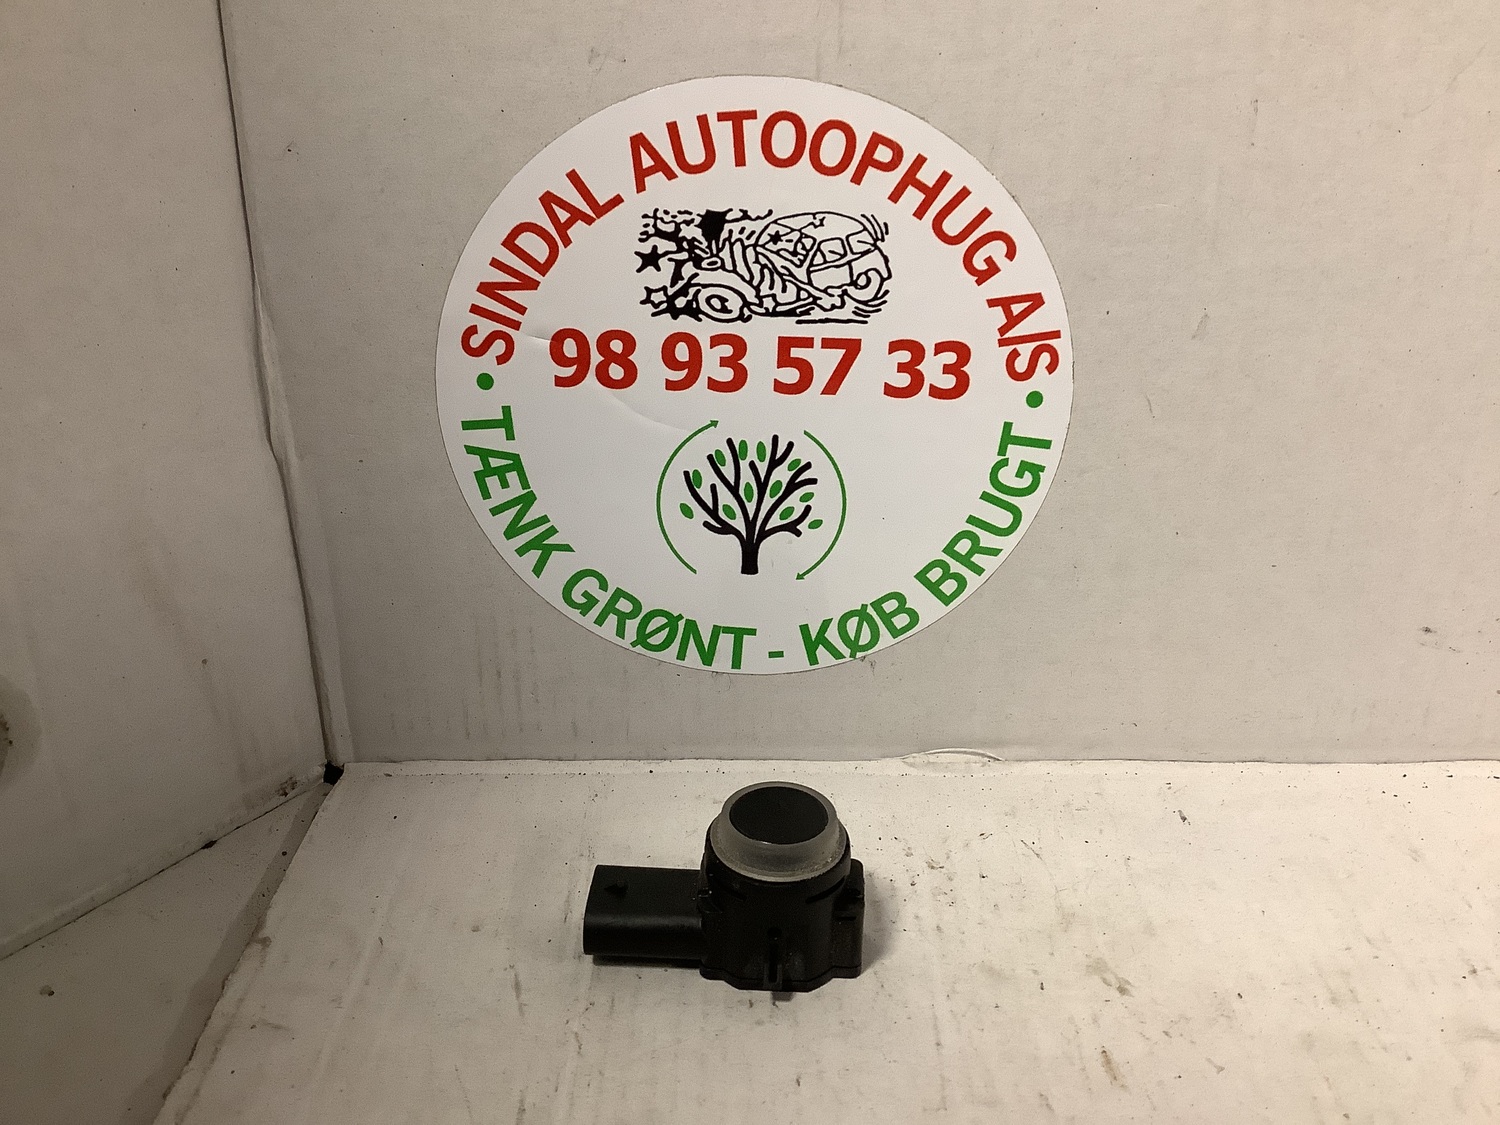 SINDAL AUTOOPHUG A/S
98 93 57 33
• TÆNK GRØNT - KØB BRUGT •